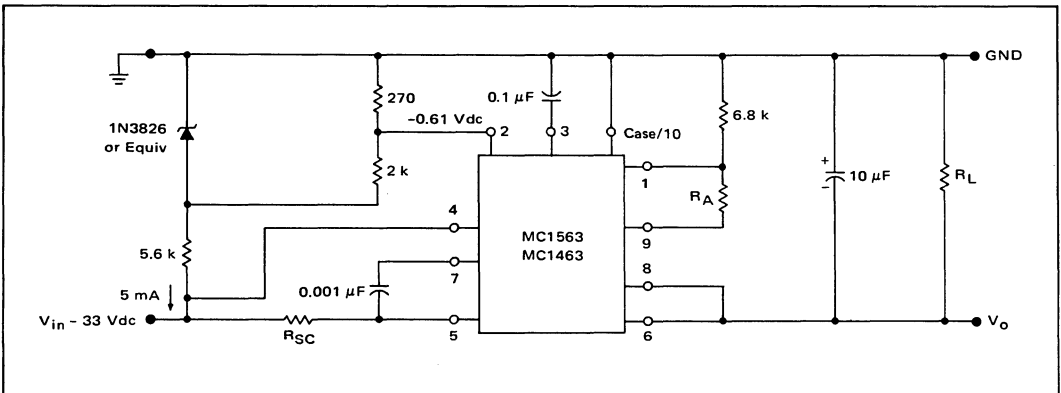 GND
270
0.1 µF
-0.61 Vdc
2
3
Case/10
6.8 k
1N3826
or Equiv
2 k
1
+
10 µF
-
RL
RA
4
MC1563
MC1463
9
5.6 k
7
8
5 mA
0.001 µF
Vin - 33 Vdc
RSC
5
6
Vo